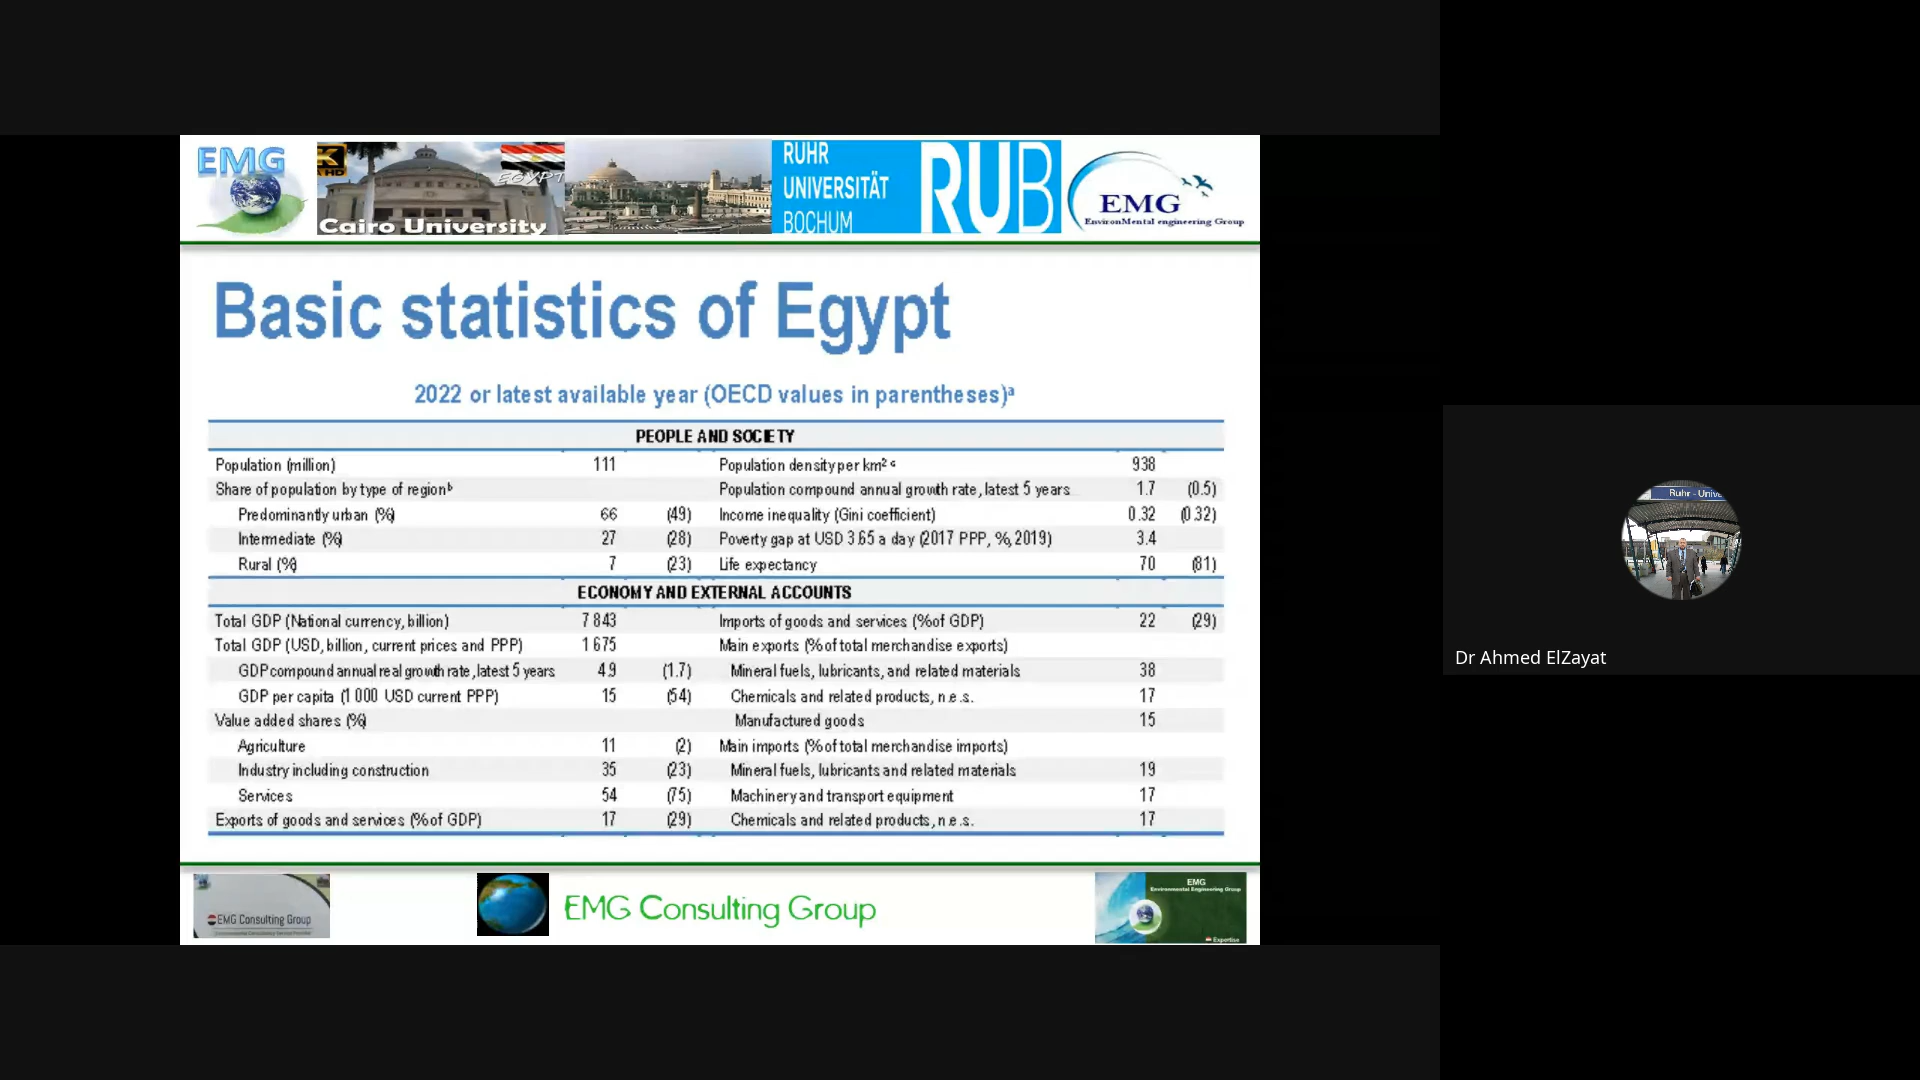 EMG
K
HD
EGYPT
Cairo University
RUHR
UNIVERSITÄT
BOCHUM
RUB
EMG
EnvironMental engineering Group
Basic statistics of Egypt
2022 or latest available year (OECD values in parentheses)ᵃ
PEOPLE AND SOCIETY
Population (million) 111 Population density per km² ᶜ 938
Share of population by type of regionᵇ Population compound annual growth rate, latest 5 years 1.7 (0.5)
Predominantly urban (%) 66 (49) Income inequality (Gini coefficient) 0.32 (0.32)
Intermediate (%) 27 (28) Poverty gap at USD 3.65 a day (2017 PPP, %, 2019) 3.4
Rural (%) 7 (23) Life expectancy 70 (81)
ECONOMY AND EXTERNAL ACCOUNTS
Total GDP (National currency, billion) 7 843 Imports of goods and services (% of GDP) 22 (29)
Total GDP (USD, billion, current prices and PPP) 1 675 Main exports (% of total merchandise exports)
GDP compound annual real growth rate, latest 5 years 4.9 (1.7) Mineral fuels, lubricants, and related materials 38
GDP per capita (1 000 USD current PPP) 15 (54) Chemicals and related products, n.e.s. 17
Value added shares (%) Manufactured goods 15
Agriculture 11 (2) Main imports (% of total merchandise imports)
Industry including construction 35 (23) Mineral fuels, lubricants and related materials 19
Services 54 (75) Machinery and transport equipment 17
Exports of goods and services (% of GDP) 17 (29) Chemicals and related products, n.e.s. 17
EMG Consulting Group
EMG Consulting Group
EMG
Environmental Engineering Group
Expertise
Ruhr - Unive
Dr Ahmed ElZayat